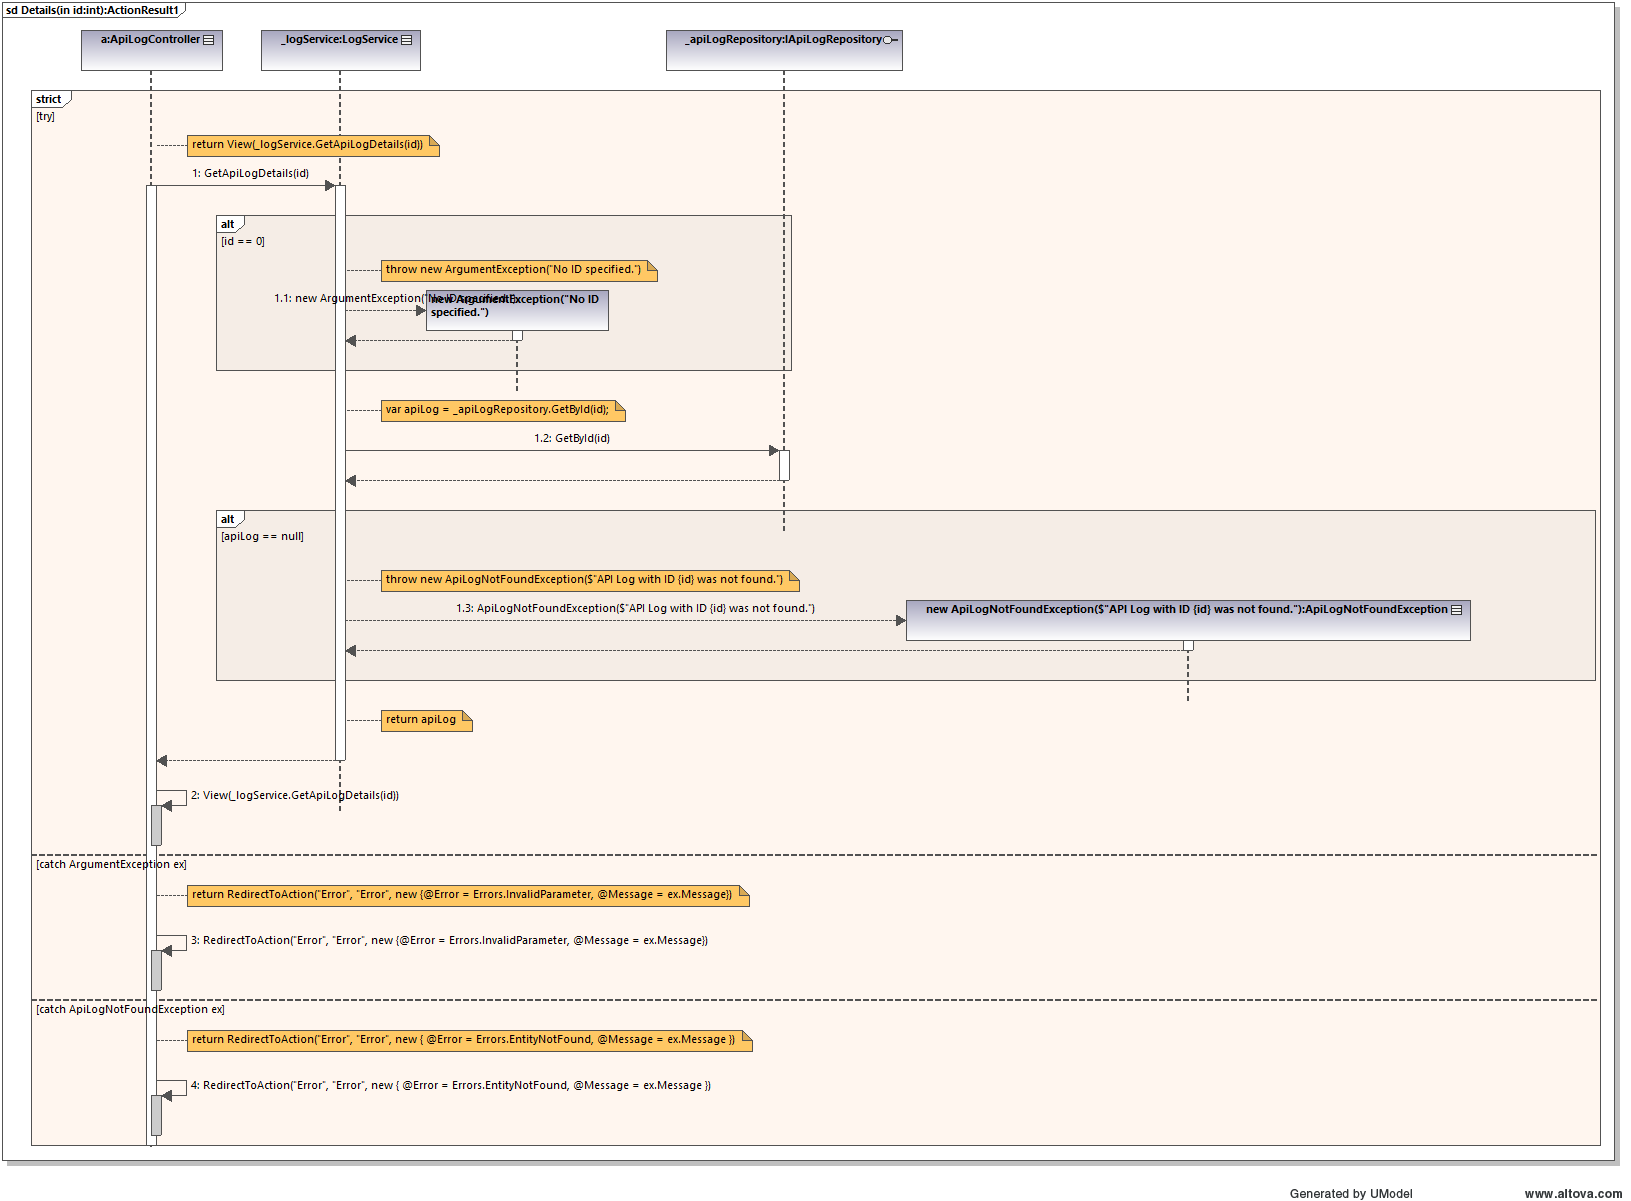 sd Details(in id:int):ActionResult1
a:ApiLogController
_logService:LogService
_apiLogRepository:IApiLogRepository
strict
[try]
return View(_logService.GetApiLogDetails(id))
1: GetApiLogDetails(id)
alt
[id == 0]
throw new ArgumentException("No ID specified.")
1.1: new ArgumentException("No ID specified.")
new ArgumentException("No ID
specified.")
var apiLog = _apiLogRepository.GetById(id);
1.2: GetById(id)
alt
[apiLog == null]
throw new ApiLogNotFoundException($"API Log with ID {id} was not found.")
1.3: ApiLogNotFoundException($"API Log with ID {id} was not found.")
new ApiLogNotFoundException($"API Log with ID {id} was not found."):ApiLogNotFoundException
return apiLog
2: View(_logService.GetApiLogDetails(id))
[catch ArgumentException ex]
return RedirectToAction("Error", "Error", new {@Error = Errors.InvalidParameter, @Message = ex.Message})
3: RedirectToAction("Error", "Error", new {@Error = Errors.InvalidParameter, @Message = ex.Message})
[catch ApiLogNotFoundException ex]
return RedirectToAction("Error", "Error", new { @Error = Errors.EntityNotFound, @Message = ex.Message })
4: RedirectToAction("Error", "Error", new { @Error = Errors.EntityNotFound, @Message = ex.Message })
Generated by UModel
www.altova.com